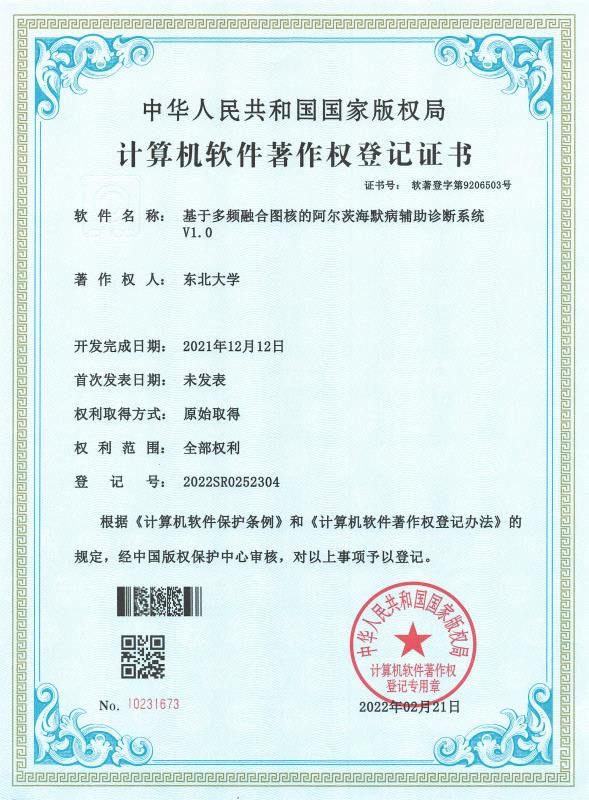 中华人民共和国国家版权局
计算机软件著作权登记证书
证书号： 软著登字第9206503号
软件名称： 基于多频融合图核的阿尔茨海默病辅助诊断系统
V1.0
著作权人： 东北大学
开发完成日期： 2021年12月12日
首次发表日期： 未发表
权利取得方式： 原始取得
权利范围： 全部权利
登记号： 2022SR0252304
根据《计算机软件保护条例》和《计算机软件著作权登记办法》的
规定，经中国版权保护中心审核，对以上事项予以登记。
中华人民共和国国家版权局
计算机软件著作权
登记专用章
No. 10231673
2022年02月21日